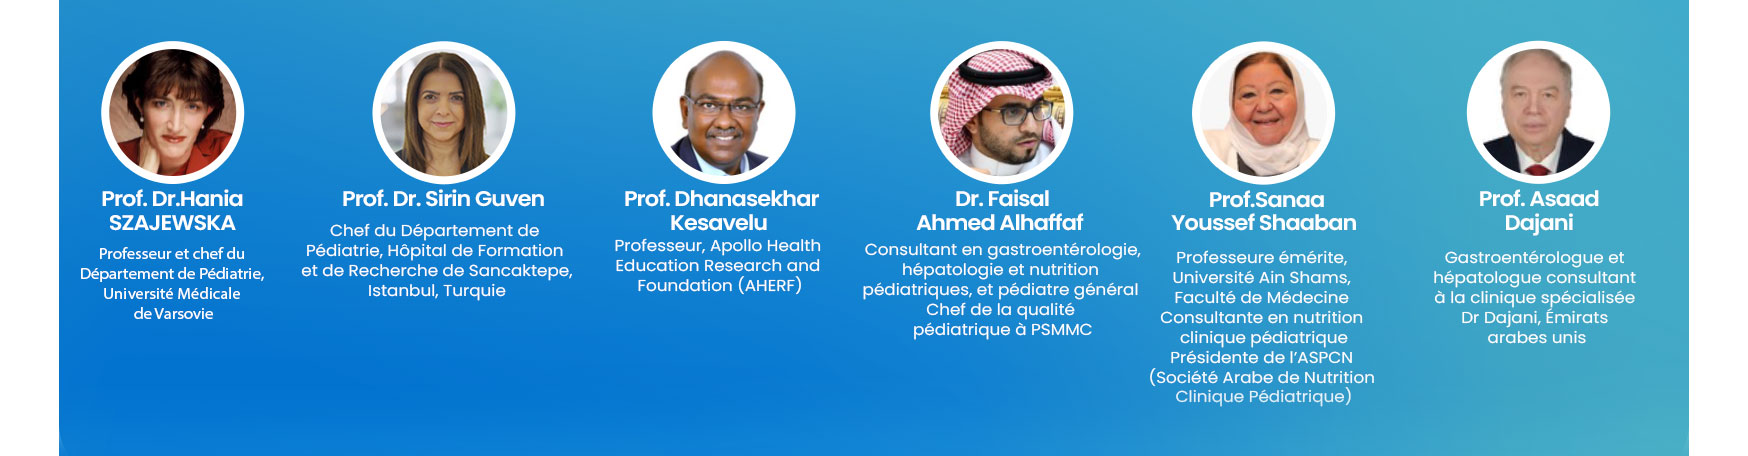 Prof. Dr.Hania
SZAJEWSKA
Professeur et chef du
Département de Pédiatrie,
Université Médicale
de Varsovie
Prof. Dr. Sirin Guven
Chef du Département de
Pédiatrie, Hôpital de Formation
et de Recherche de Sancaktepe,
Istanbul, Turquie
Prof. Dhanasekhar
Kesavelu
Professeur, Apollo Health
Education Research and
Foundation (AHERF)
Dr. Faisal
Ahmed Alhaffaf
Consultant en gastroentérologie,
hépatologie et nutrition
pédiatriques, et pédiatre général
Chef de la qualité
pédiatrique à PSMMC
Prof.Sanaa
Youssef Shaaban
Professeure émérite,
Université Ain Shams,
Faculté de Médecine
Consultante en nutrition
clinique pédiatrique
Présidente de l'ASPCN
(Société Arabe de Nutrition
Clinique Pédiatrique)
Prof. Asaad
Dajani
Gastroentérologue et
hépatologue consultant
à la clinique spécialisée
Dr Dajani, Émirats
arabes unis